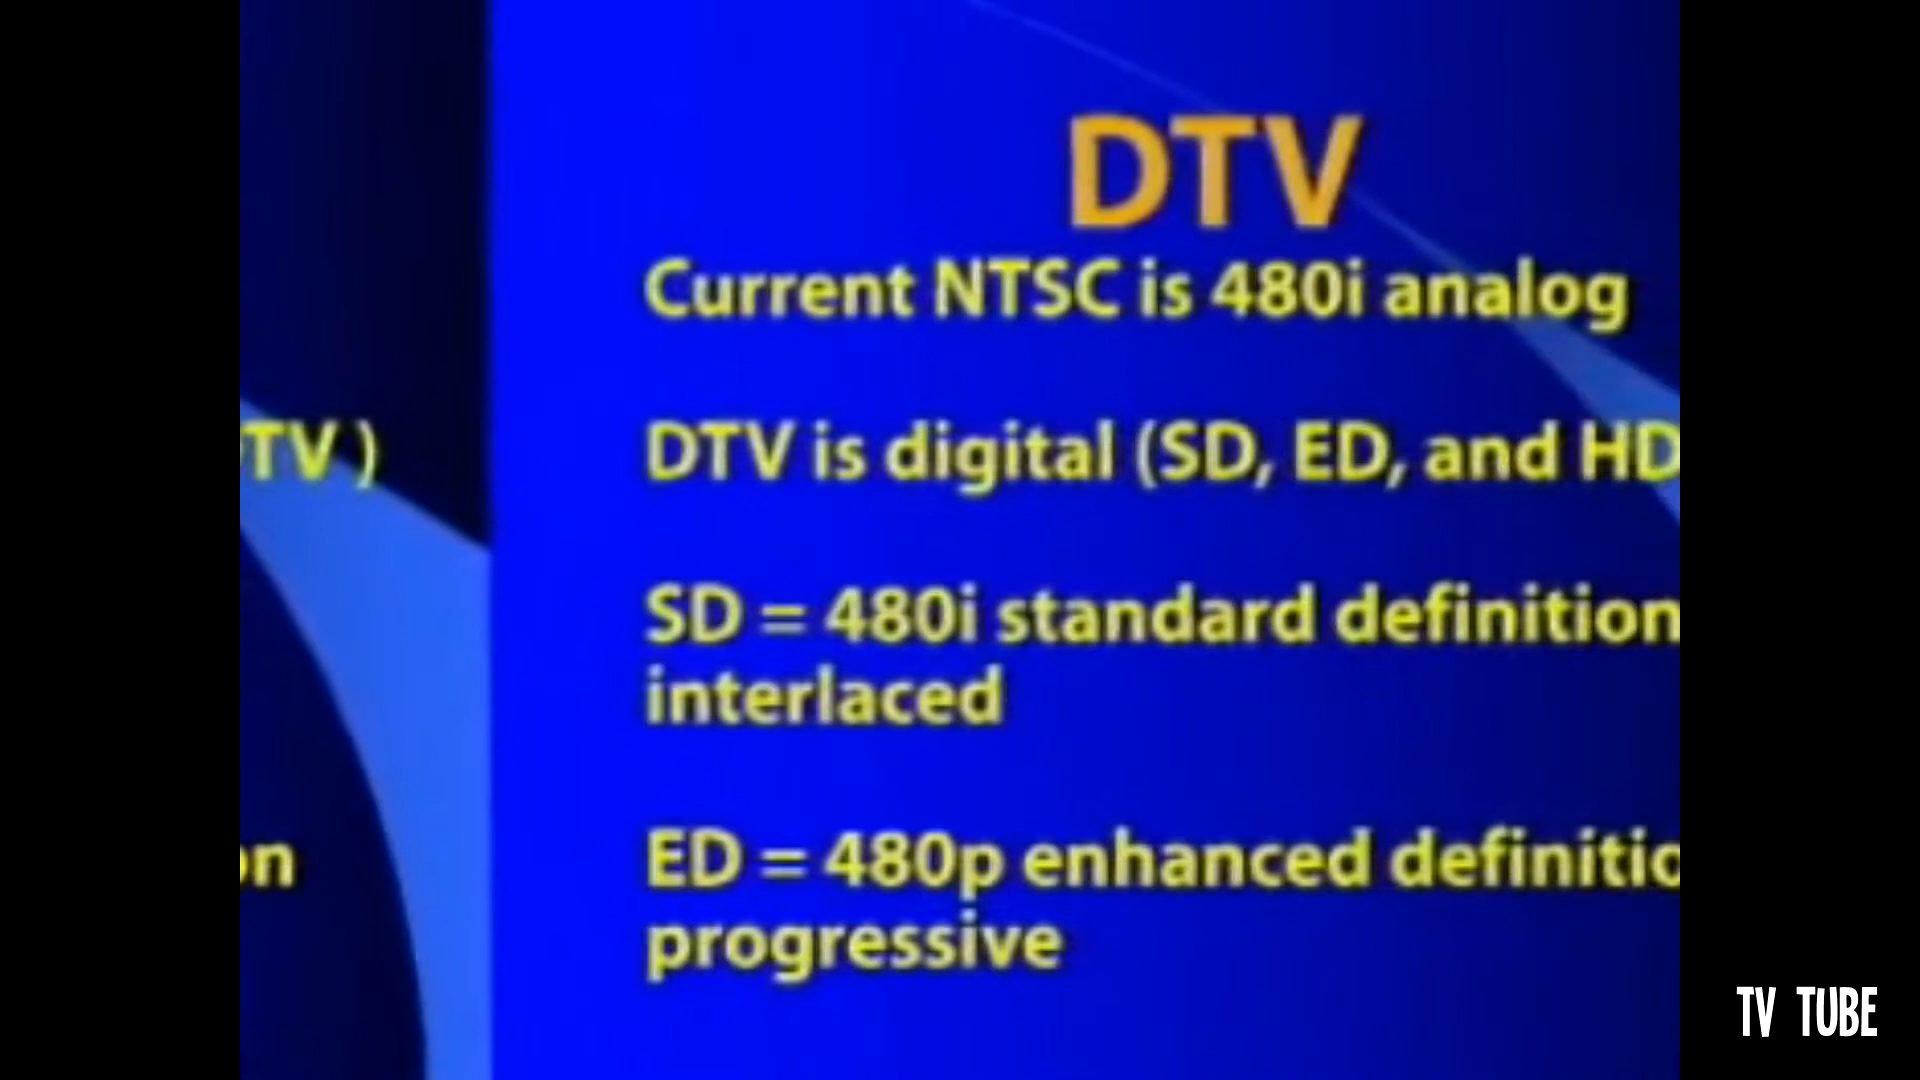 DTV
Current NTSC is 480i analog
TV )
DTV is digital (SD, ED, and HD
SD = 480i standard definition
interlaced
on
ED = 480p enhanced definitio
progressive
TV TUBE